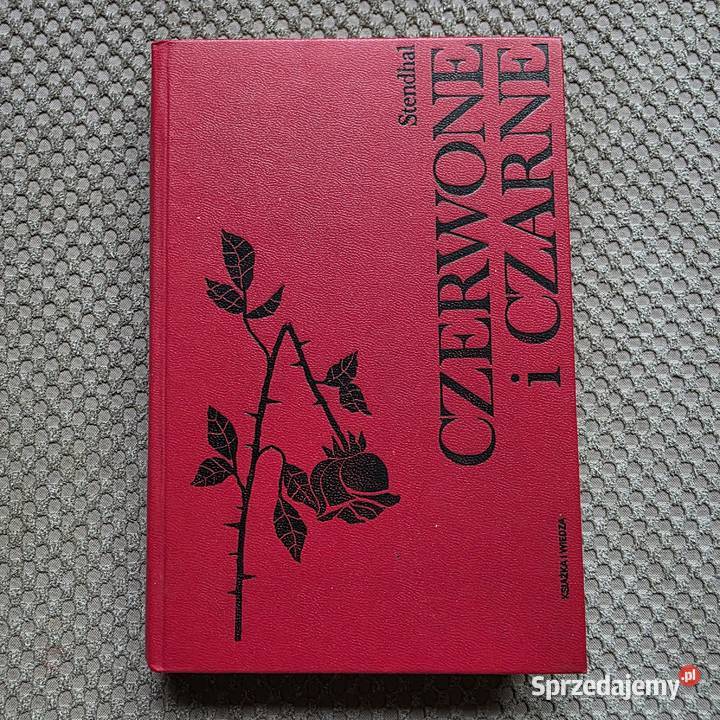 Stendhal
CZERWONE
i CZARNE
KSIĄŻKA I WIEDZA
Sprzedajemy.pl